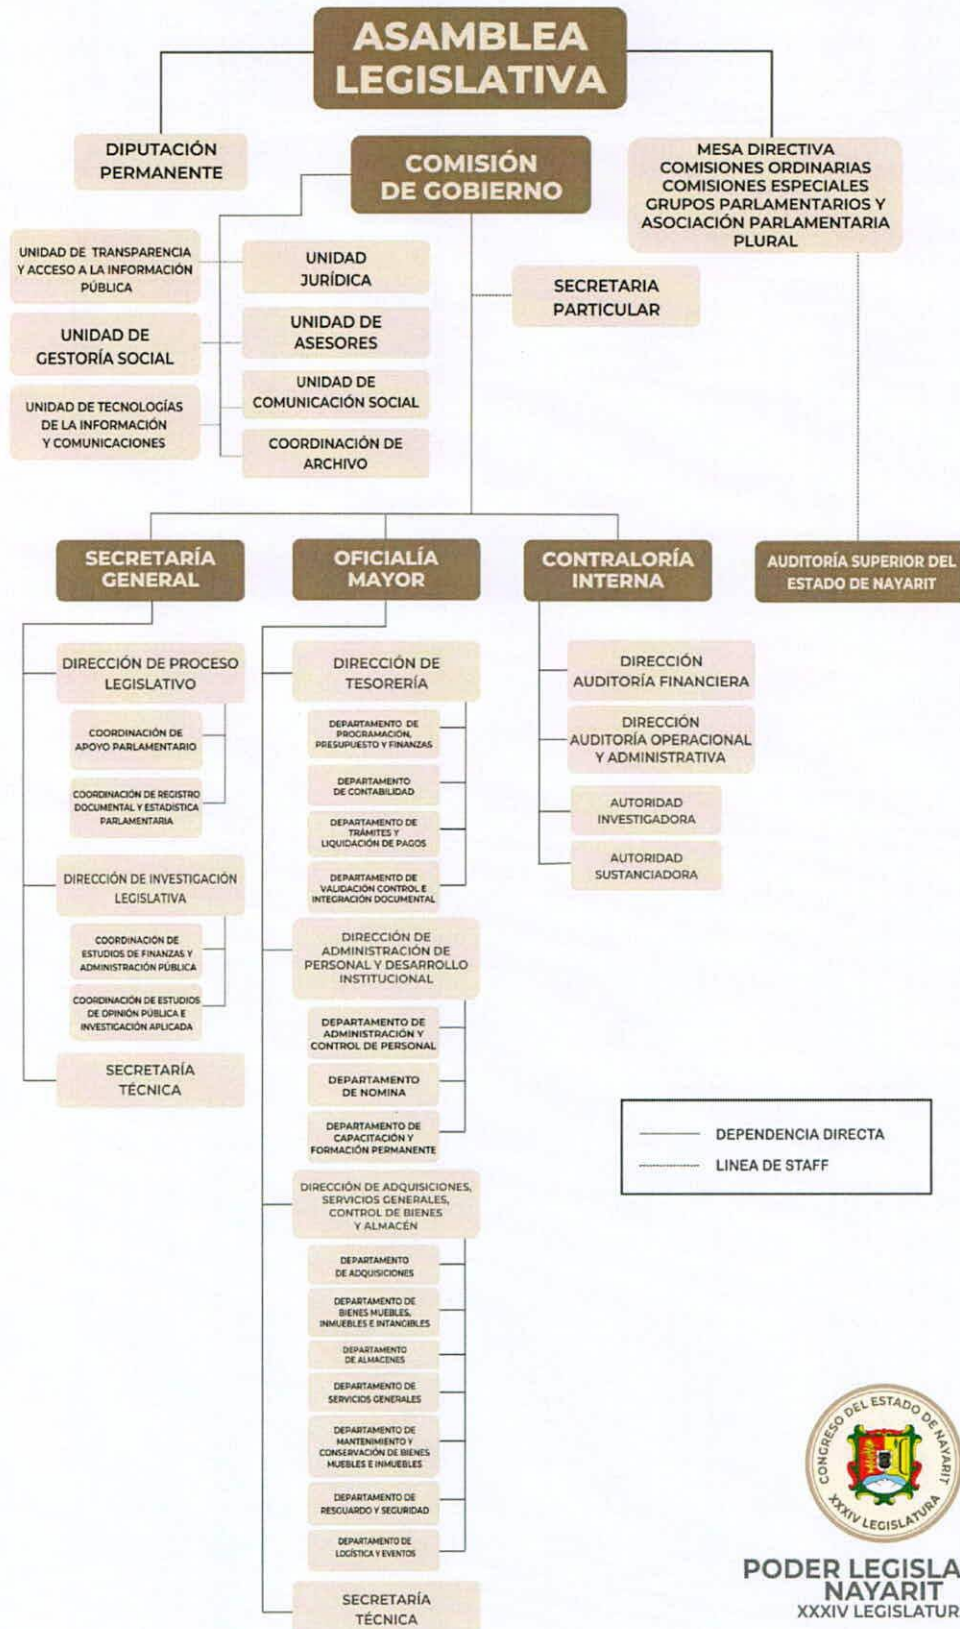 ASAMBLEA
LEGISLATIVA
DIPUTACIÓN
PERMANENTE
COMISIÓN
DE GOBIERNO
MESA DIRECTIVA
COMISIONES ORDINARIAS
COMISIONES ESPECIALES
GRUPOS PARLAMENTARIOS Y
ASOCIACIÓN PARLAMENTARIA
PLURAL
UNIDAD DE TRANSPARENCIA
Y ACCESO A LA INFORMACIÓN
PÚBLICA
UNIDAD
JURÍDICA
SECRETARIA
PARTICULAR
UNIDAD DE
GESTORÍA SOCIAL
UNIDAD DE
ASESORES
UNIDAD DE TECNOLOGÍAS
DE LA INFORMACIÓN
Y COMUNICACIONES
UNIDAD DE
COMUNICACIÓN SOCIAL
COORDINACIÓN DE
ARCHIVO
SECRETARÍA
GENERAL
OFICIALÍA
MAYOR
CONTRALORÍA
INTERNA
AUDITORÍA SUPERIOR DEL
ESTADO DE NAYARIT
DIRECCIÓN DE PROCESO
LEGISLATIVO
COORDINACIÓN DE
APOYO PARLAMENTARIO
COORDINACIÓN DE REGISTRO
DOCUMENTAL Y ESTADÍSTICA
PARLAMENTARIA
DIRECCIÓN DE INVESTIGACIÓN
LEGISLATIVA
COORDINACIÓN DE
ESTUDIOS DE FINANZAS Y
ADMINISTRACIÓN PÚBLICA
COORDINACIÓN DE ESTUDIOS
DE OPINIÓN PÚBLICA E
INVESTIGACIÓN APLICADA
SECRETARÍA
TÉCNICA
DIRECCIÓN DE
TESORERÍA
DEPARTAMENTO DE
PROGRAMACIÓN,
PRESUPUESTO Y FINANZAS
DEPARTAMENTO
DE CONTABILIDAD
DEPARTAMENTO DE
TRÁMITES Y
LIQUIDACIÓN DE PAGOS
DEPARTAMENTO DE
VALIDACIÓN CONTROL E
INTEGRACIÓN DOCUMENTAL
DIRECCIÓN DE
ADMINISTRACIÓN DE
PERSONAL Y DESARROLLO
INSTITUCIONAL
DEPARTAMENTO DE
ADMINISTRACIÓN Y
CONTROL DE PERSONAL
DEPARTAMENTO
DE NOMINA
DEPARTAMENTO DE
CAPACITACIÓN Y
FORMACIÓN PERMANENTE
DIRECCIÓN DE ADQUISICIONES,
SERVICIOS GENERALES,
CONTROL DE BIENES
Y ALMACÉN
DEPARTAMENTO
DE ADQUISICIONES
DEPARTAMENTO DE
BIENES MUEBLES,
INMUEBLES E INTANGIBLES
DEPARTAMENTO
DE ALMACENES
DEPARTAMENTO DE
SERVICIOS GENERALES
DEPARTAMENTO DE
MANTENIMIENTO Y
CONSERVACIÓN DE BIENES
MUEBLES E INMUEBLES
DEPARTAMENTO DE
RESGUARDO Y SEGURIDAD
DEPARTAMENTO DE
LOGÍSTICA Y EVENTOS
SECRETARÍA
TÉCNICA
DIRECCIÓN
AUDITORÍA FINANCIERA
DIRECCIÓN
AUDITORÍA OPERACIONAL
Y ADMINISTRATIVA
AUTORIDAD
INVESTIGADORA
AUTORIDAD
SUSTANCIADORA
DEPENDENCIA DIRECTA
LINEA DE STAFF
CONGRESO DEL ESTADO DE NAYARIT
XXXIV LEGISLATURA
PODER LEGISLA
NAYARIT
XXXIV LEGISLATUR